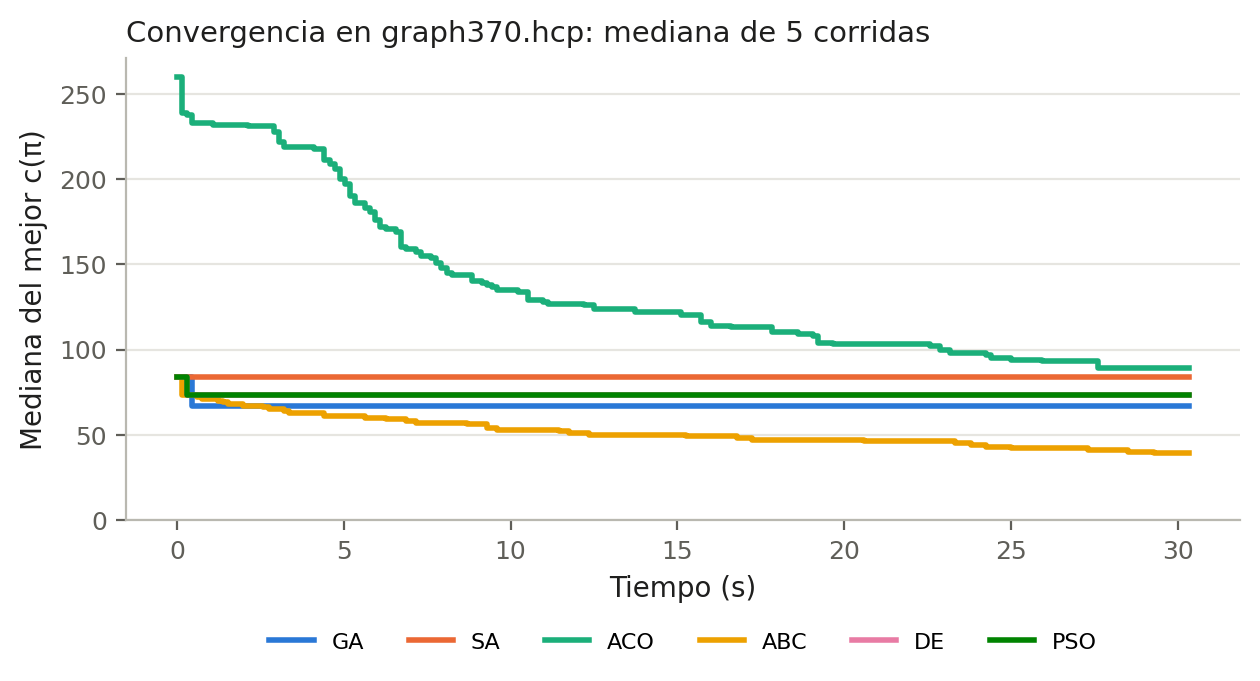 Convergencia en graph370.hcp: mediana de 5 corridas
Mediana del mejor c(π)
250
200
150
100
50
0
0 5 10 15 20 25 30
Tiempo (s)
GA SA ACO ABC DE PSO